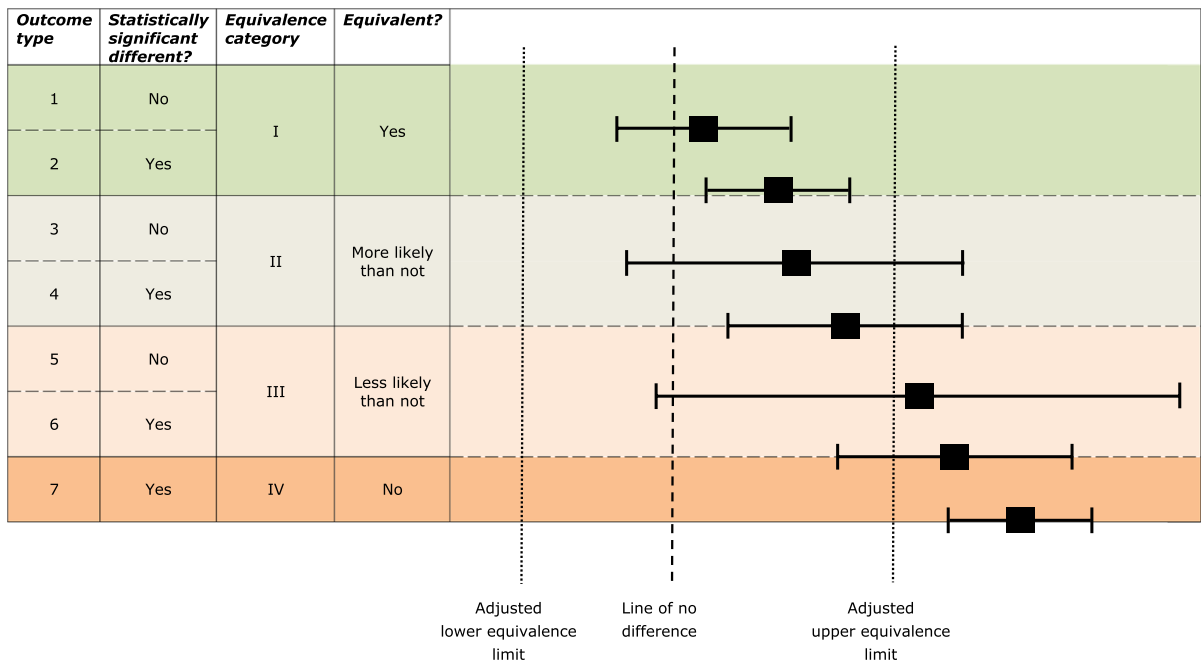 Outcome type
Statistically significant different?
Equivalence category
Equivalent?
1
No
I
Yes
2
Yes
3
No
II
More likely
than not
4
Yes
5
No
III
Less likely
than not
6
Yes
7
Yes
IV
No
Adjusted
lower equivalence
limit
Line of no
difference
Adjusted
upper equivalence
limit